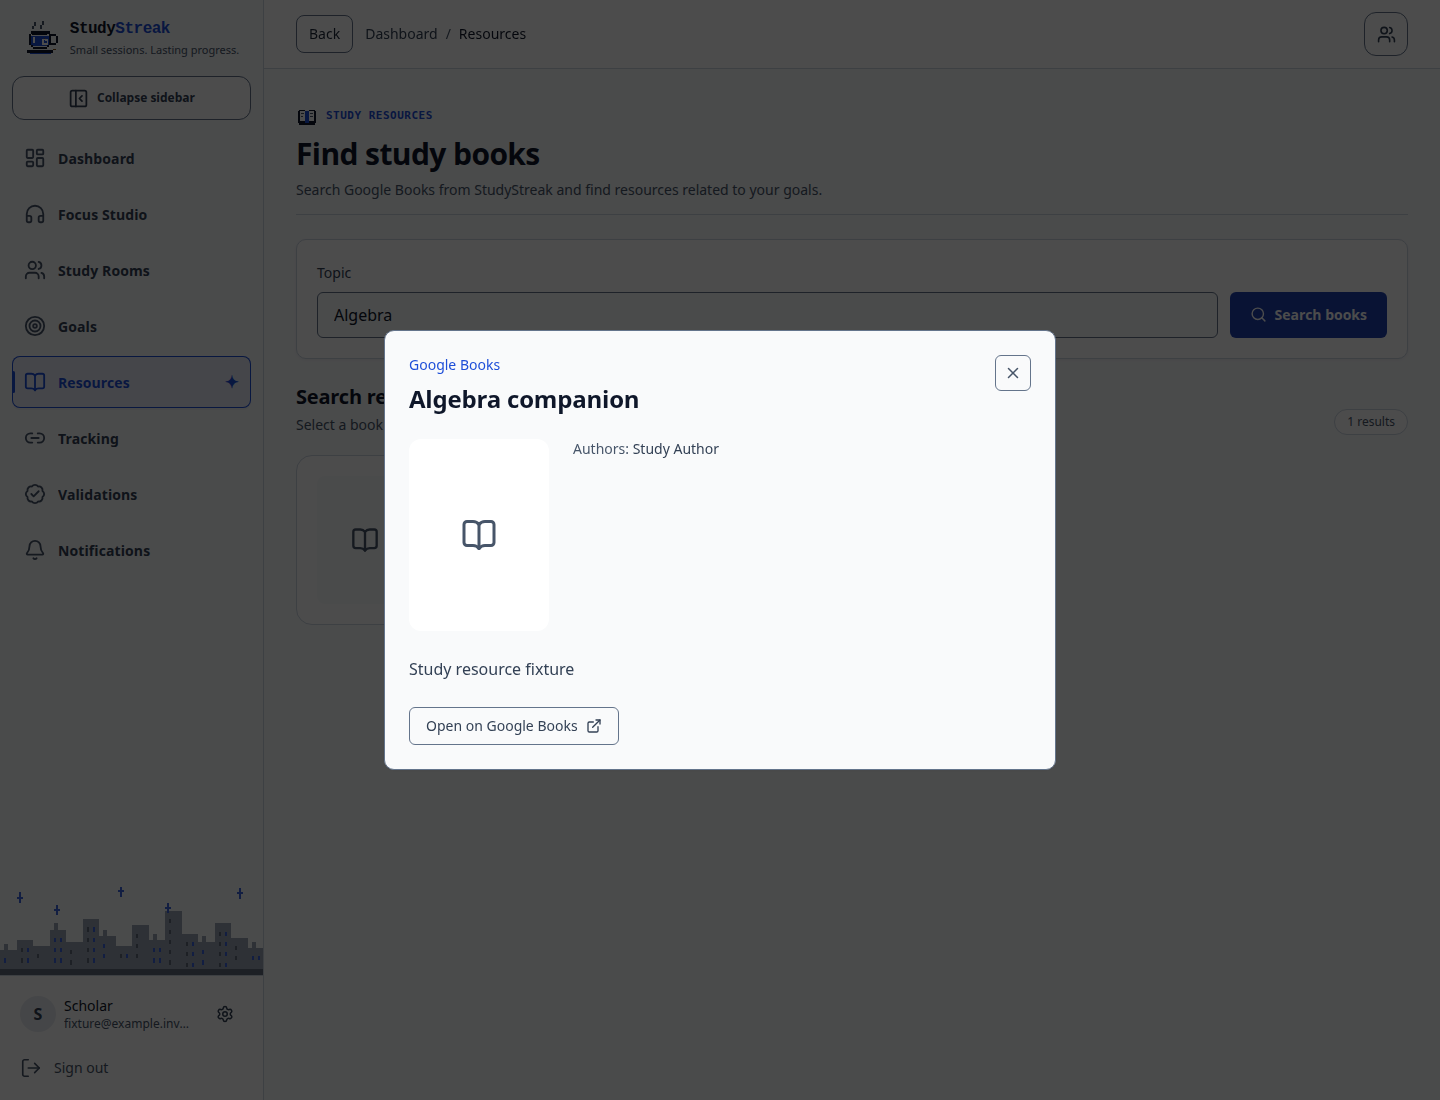 StudyStreak
Small sessions. Lasting progress.
Collapse sidebar
Dashboard
Focus Studio
Study Rooms
Goals
Resources
Tracking
Validations
Notifications
S
Scholar
fixture@example.inv...
Sign out
Back
Dashboard / Resources
STUDY RESOURCES
Find study books
Search Google Books from StudyStreak and find resources related to your goals.
Topic
Algebra
Search books
Search re
Select a book
1 results
Google Books
Algebra companion
Authors: Study Author
Study resource fixture
Open on Google Books